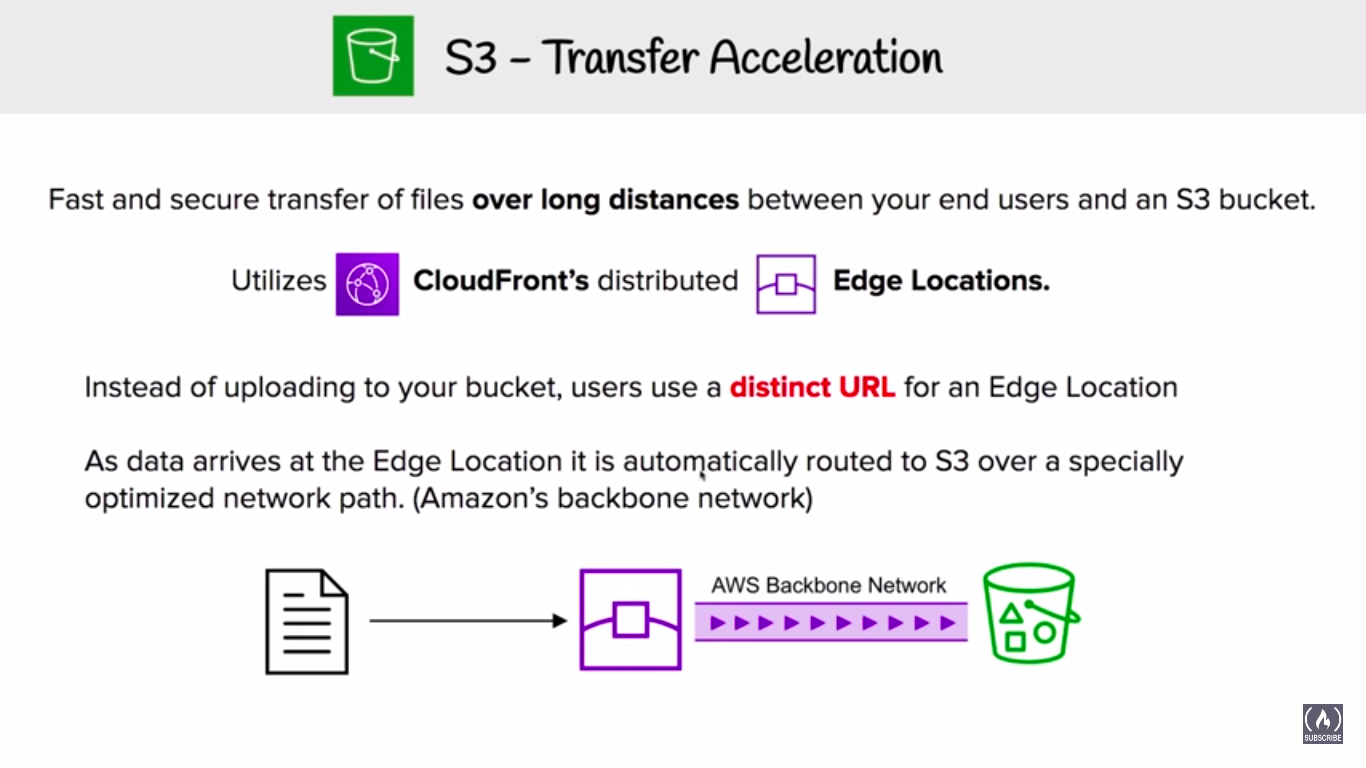 S3 – Transfer Acceleration
Fast and secure transfer of files over long distances between your end users and an S3 bucket.
Utilizes CloudFront’s distributed Edge Locations.
Instead of uploading to your bucket, users use a distinct URL for an Edge Location
As data arrives at the Edge Location it is automatically routed to S3 over a specially
optimized network path. (Amazon’s backbone network)
AWS Backbone Network
SUBSCRIBE